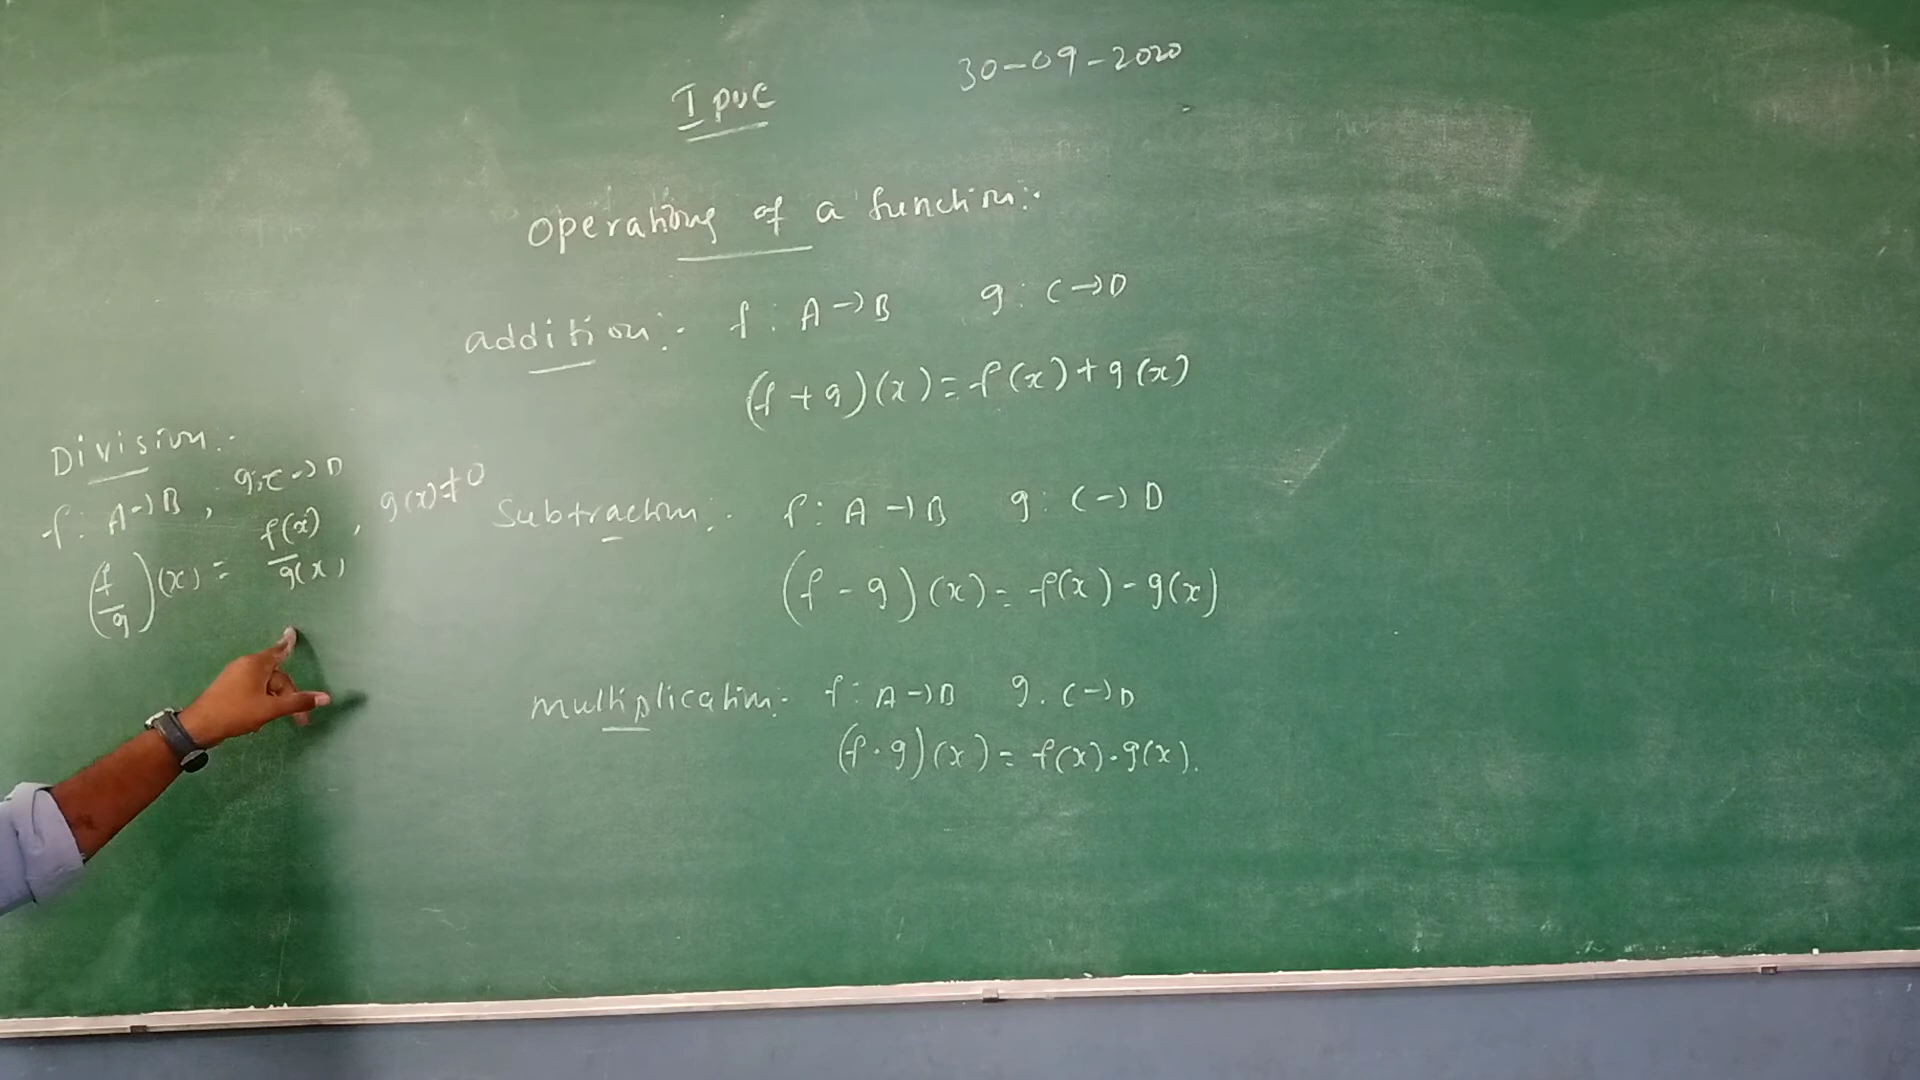 I PUC
30-09-2020
Operations of a function:-
addition:- f : A → B g : C → D
(f + g)(x) = f(x) + g(x)
Subtraction:- f : A → B g : C → D
(f - g)(x) = f(x) - g(x)
multiplication:- f : A → B g : C → D
(f · g)(x) = f(x) · g(x).
Division:-
f : A → B , g : C → D
(f/g)(x) = f(x)/g(x) , g(x) ≠ 0